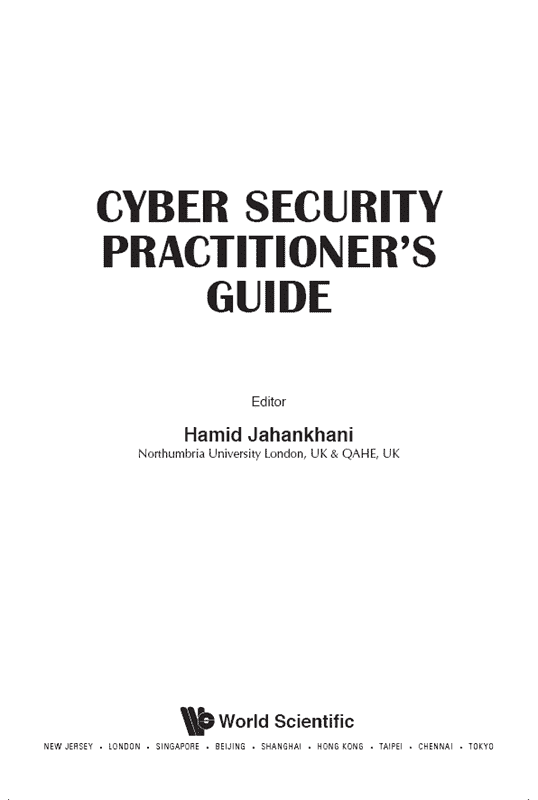 CYBER SECURITY
PRACTITIONER'S
GUIDE
Editor
Hamid Jahankhani
Northumbria University London, UK & QAHE, UK
World Scientific
NEW JERSEY • LONDON • SINGAPORE • BEIJING • SHANGHAI • HONG KONG • TAIPEI • CHENNAI • TOKYO